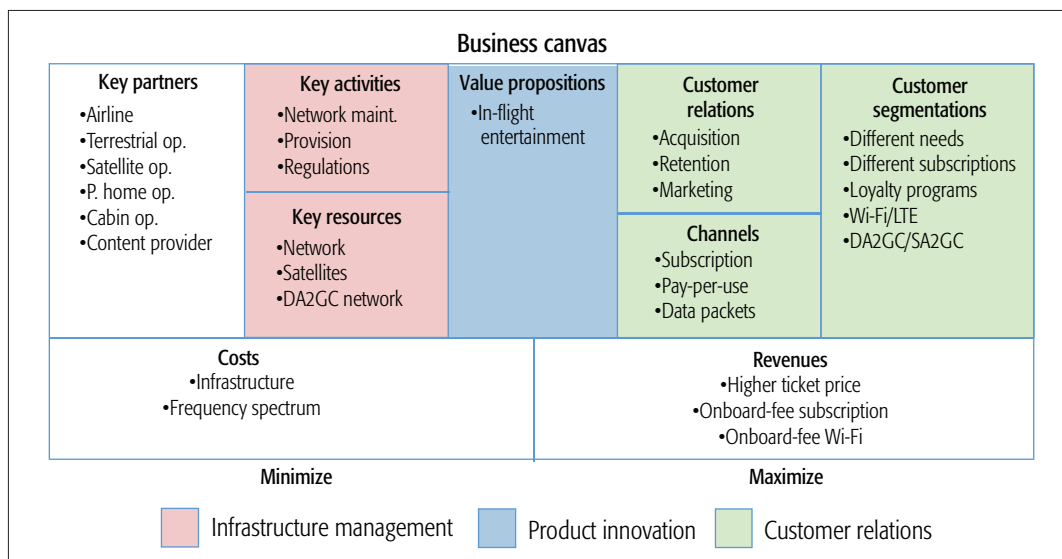 Business canvas
Key partners
•Airline
•Terrestrial op.
•Satellite op.
•P. home op.
•Cabin op.
•Content provider
Key activities
•Network maint.
•Provision
•Regulations
Key resources
•Network
•Satellites
•DA2GC network
Value propositions
•In-flight
entertainment
Customer
relations
•Acquisition
•Retention
•Marketing
Channels
•Subscription
•Pay-per-use
•Data packets
Customer
segmentations
•Different needs
•Different subscriptions
•Loyalty programs
•Wi-Fi/LTE
•DA2GC/SA2GC
Costs
•Infrastructure
•Frequency spectrum
Revenues
•Higher ticket price
•Onboard-fee subscription
•Onboard-fee Wi-Fi
Minimize
Maximize
Infrastructure management
Product innovation
Customer relations